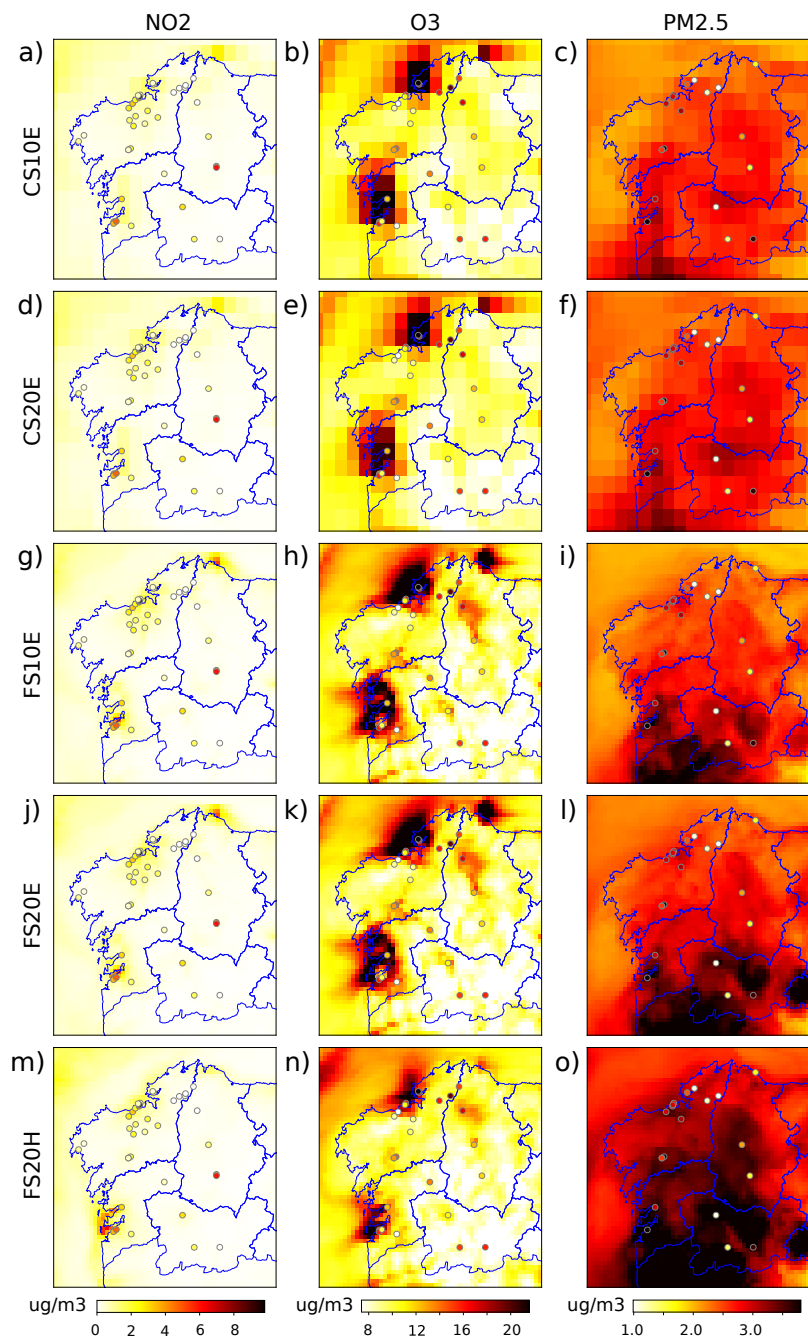 NO2 O3 PM2.5
a) b) c)
CS10E
d) e) f)
CS20E
g) h) i)
FS10E
j) k) l)
FS20E
m) n) o)
FS20H
ug/m3 0 2 4 6 8 ug/m3 8 12 16 20 ug/m3 1.0 2.0 3.0